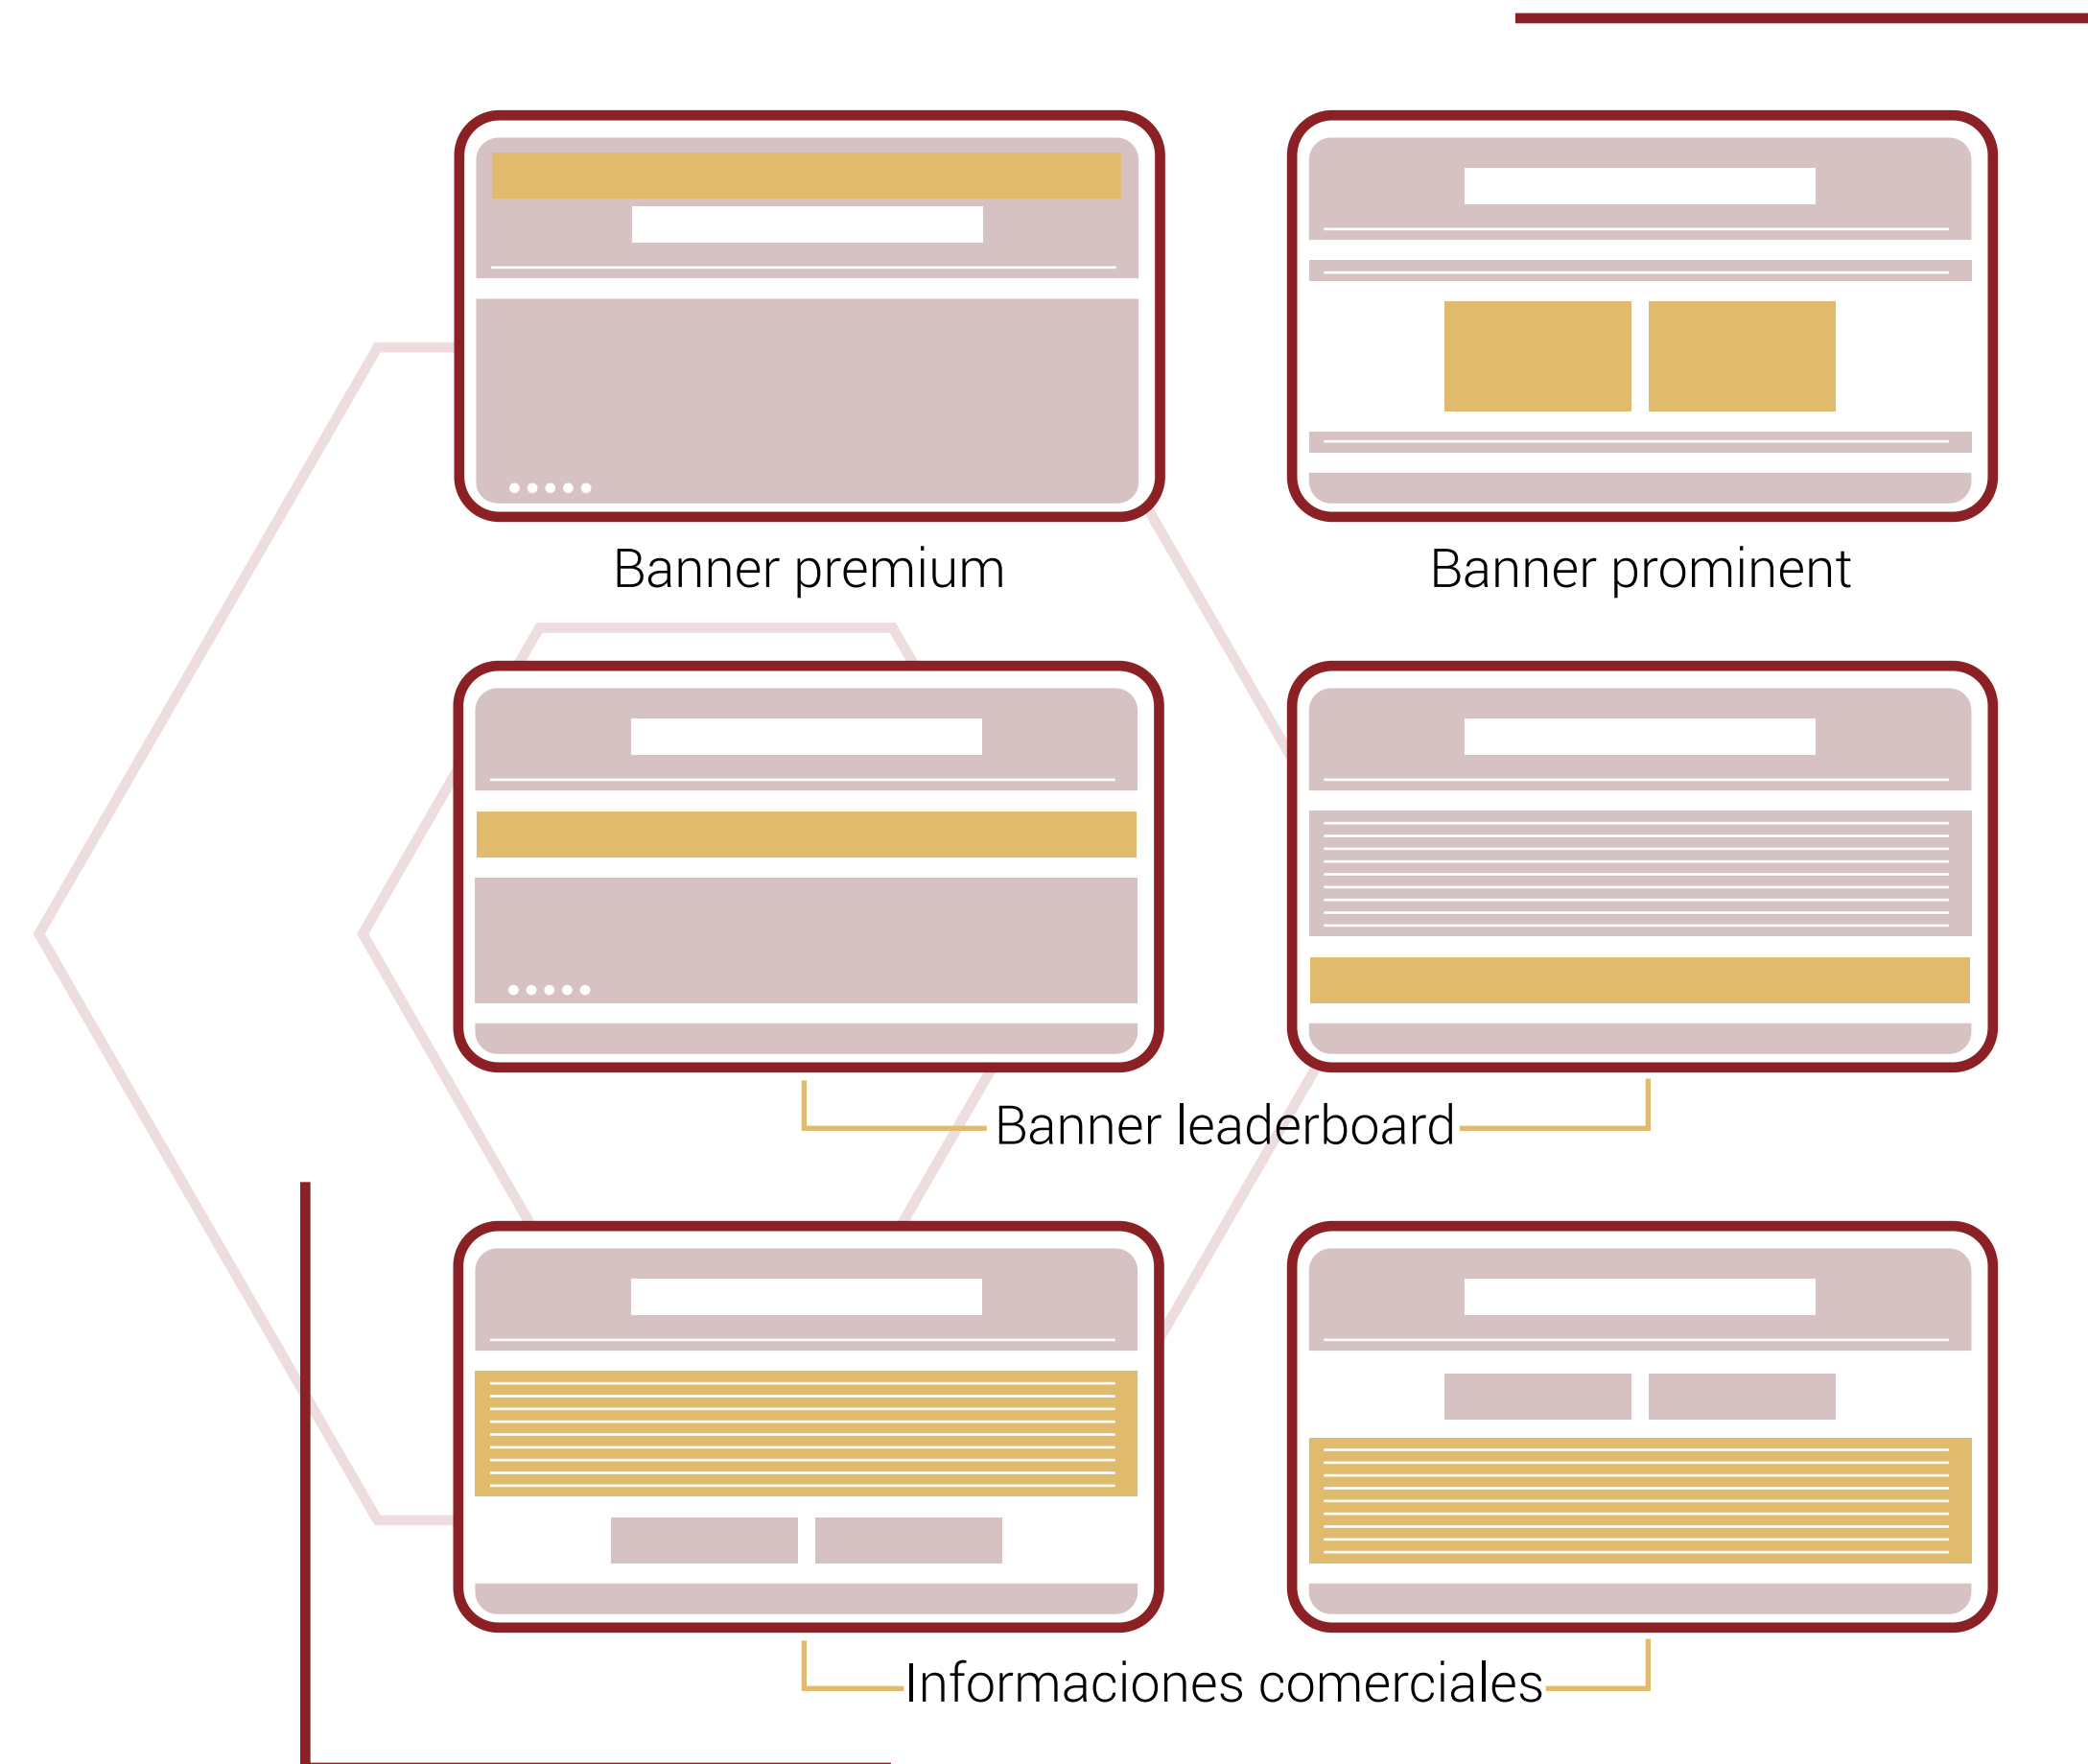 Banner premium
Banner prominent
Banner leaderboard
Informaciones comerciales